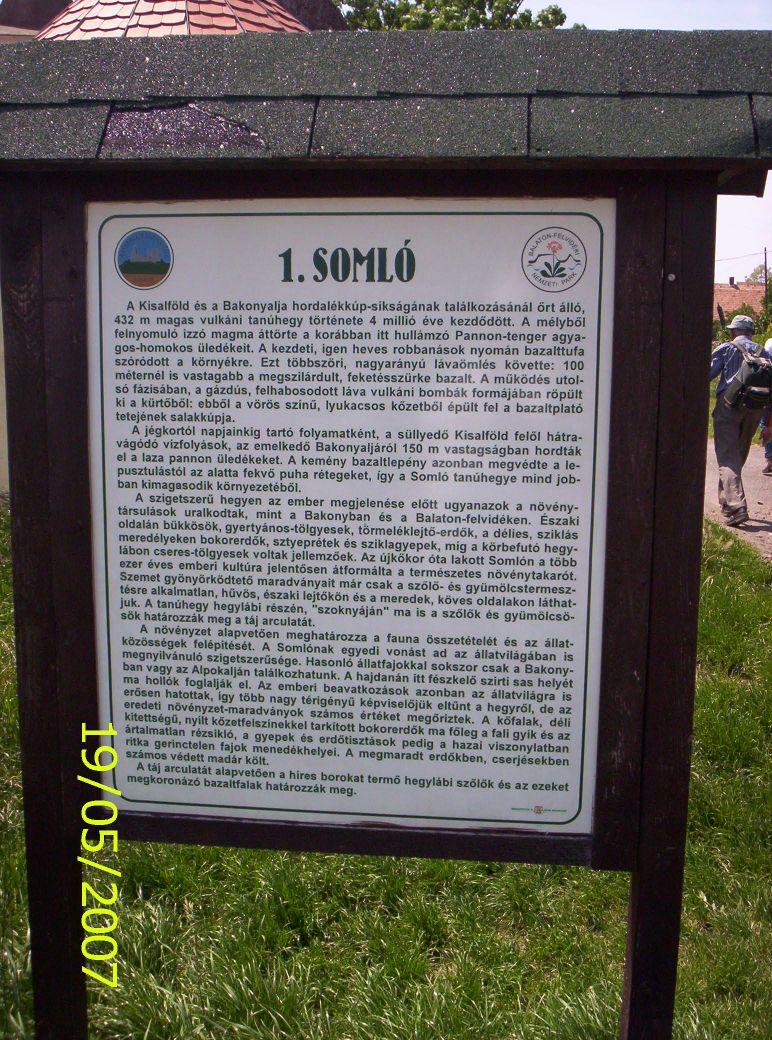 1. SOMLÓ
BALATON-FELVIDÉKI
NEMZETI PARK
A Kisalföld és a Bakonyalja hordalékkúp-síkságának találkozásánál őrt álló,
432 m magas vulkáni tanúhegy története 4 millió éve kezdődött. A mélyből
felnyomuló izzó magma áttörte a korábban itt hullámzó Pannon-tenger agya-
gos-homokos üledékeit. A kezdeti, igen heves robbanások nyomán bazalttufa
szóródott a környékre. Ezt többszöri, nagyarányú lávaömlés követte: 100
méternél is vastagabb a megszilárdult, feketésszürke bazalt. A működés utol-
só fázisában, a gázdús, felhabosodott láva vulkáni bombák formájában röpült
ki a kürtőből: ebből a vörös színű, lyukacsos kőzetből épült fel a bazaltplató
tetejének salakkúpja.
A jégkortól napjainkig tartó folyamatként, a süllyedő Kisalföld felől hátra-
vágódó vízfolyások, az emelkedő Bakonyaljáról 150 m vastagságban hordták
el a laza pannon üledékeket. A kemény bazaltlepény azonban megvédte a le-
pusztulástól az alatta fekvő puha rétegeket, így a Somló tanúhegye mind job-
ban kimagasodik környezetéből.
A szigetszerű hegyen az ember megjelenése előtt ugyanazok a növény-
társulások uralkodtak, mint a Bakonyban és a Balaton-felvidéken. Északi
oldalán bükkösök, gyertyános-tölgyesek, törmeléklejtő-erdők, a délies, sziklás
meredélyeken bokorerdők, sztyeprétek és sziklagyepek, míg a körbefutó hegy-
lábon cseres-tölgyesek voltak jellemzőek. Az újkőkor óta lakott Somlón a több
ezer éves emberi kultúra jelentősen átformálta a természetes növénytakarót.
Szemet gyönyörködtető maradványait már csak a szőlő- és gyümölcstermesz-
tésre alkalmatlan, hűvös, északi lejtőkön és a meredek, köves oldalakon láthat-
juk. A tanúhegy hegylábi részén, "szoknyáján" ma is a szőlők és gyümölcsö-
sök határozzák meg a táj arculatát.
A növényzet alapvetően meghatározza a fauna összetételét és az állat-
közösségek felépítését. A Somlónak egyedi vonást ad az állatvilágában is
megnyilvánuló szigetszerűsége. Hasonló állatfajokkal sokszor csak a Bakony-
ban vagy az Alpokalján találkozhatunk. A hajdanán itt fészkelő szirti sas helyét
ma hollók foglalják el. Az emberi beavatkozások azonban az állatvilágra is
erősen hatottak, így több nagy térigényű képviselőjük eltűnt a hegyről, de az
eredeti növényzet-maradványok számos értéket megőriztek. A kőfalak, déli
kitettségű, nyílt kőzetfelszínekkel tarkított bokorerdők ma főleg a fali gyík és az
ártalmatlan rézsikló, a gyepek és erdőtisztások pedig a hazai viszonylatban
ritka gerinctelen fajok menedékhelyei. A megmaradt erdőkben, cserjésekben
számos védett madár költ.
A táj arculatát alapvetően a híres borokat termő hegylábi szőlők és az ezeket
megkoronázó bazaltfalak határozzák meg.
19/05/2007